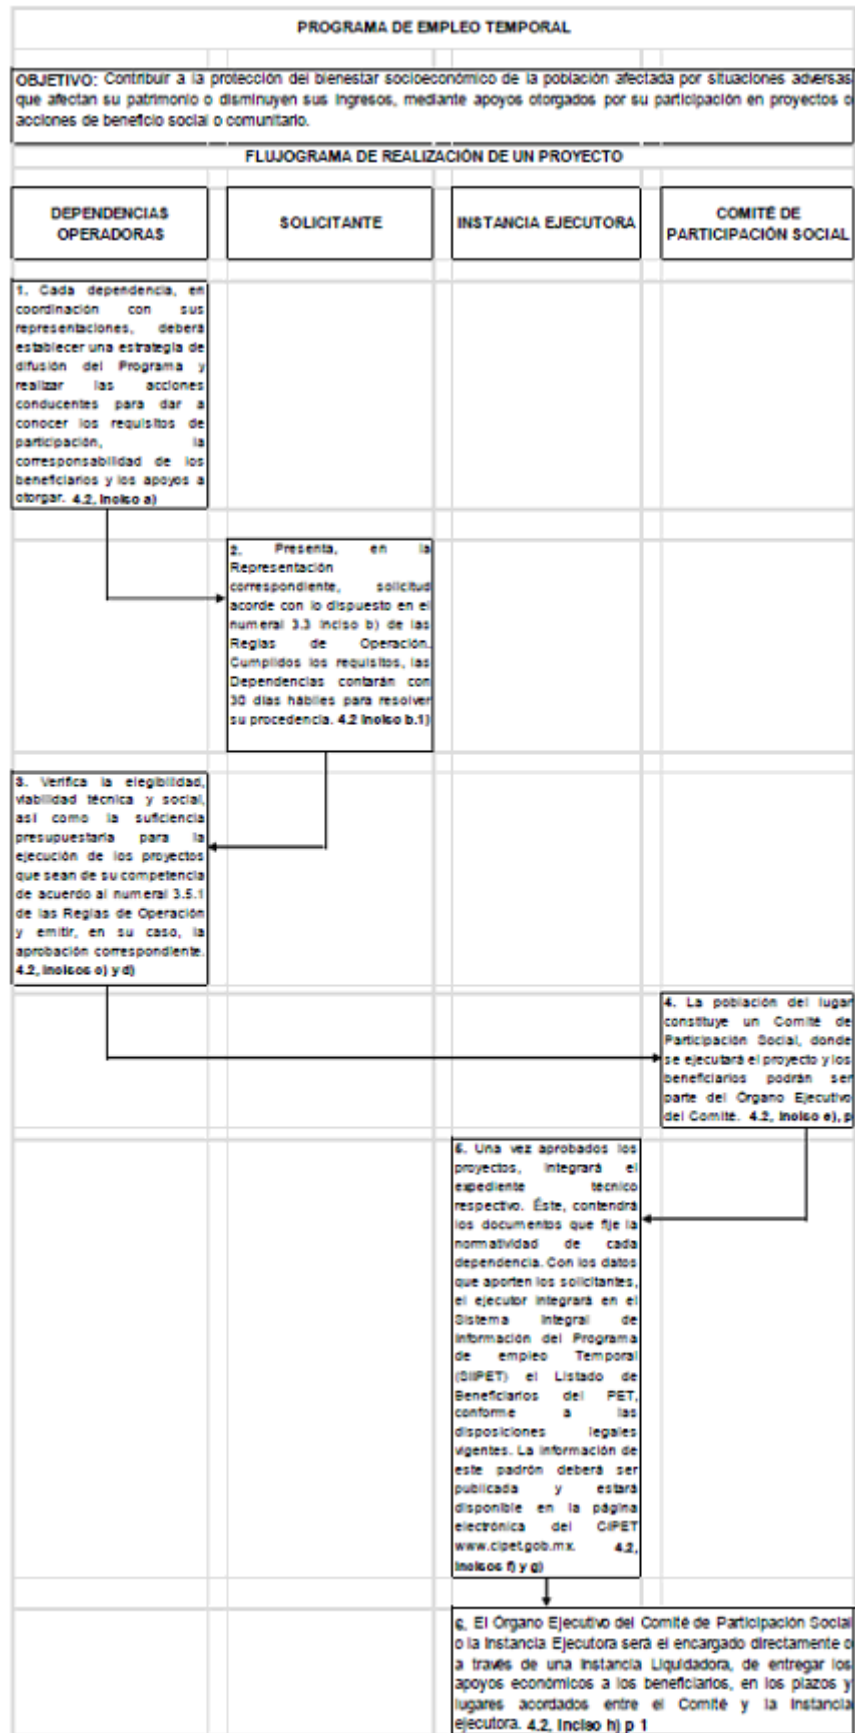 PROGRAMA DE EMPLEO TEMPORAL
OBJETIVO: Contribuir a la protección del bienestar socioeconómico de la población afectada por situaciones adversas
que afectan su patrimonio o disminuyen sus ingresos, mediante apoyos otorgados por su participación en proyectos o
acciones de beneficio social o comunitario.
FLUJOGRAMA DE REALIZACIÓN DE UN PROYECTO
DEPENDENCIAS
OPERADORAS
SOLICITANTE
INSTANCIA EJECUTORA
COMITÉ DE
PARTICIPACIÓN SOCIAL
1. Cada dependencia, en
coordinación con sus
representaciones, deberá
establecer una estrategia de
difusión del Programa y
realizar las acciones
conducentes para dar a
conocer los requisitos de
participación, la
corresponsabilidad de los
beneficiarios y los apoyos a
otorgar. 4.2, inciso a)
2. Presenta, en la
Representación
correspondiente, solicitud
acorde con lo dispuesto en el
numeral 3.3 inciso b) de las
Reglas de Operación.
Cumplidos los requisitos, las
Dependencias contarán con
30 días hábiles para resolver
su procedencia. 4.2 inciso b.1)
3. Verifica la elegibilidad,
viabilidad técnica y social,
así como la suficiencia
presupuestaria para la
ejecución de los proyectos
que sean de su competencia
de acuerdo al numeral 3.5.1
de las Reglas de Operación
y emitir, en su caso, la
aprobación correspondiente.
4.2, incisos c) y d)
4. La población del lugar
constituye un Comité de
Participación Social, donde
se ejecutará el proyecto y los
beneficiarios podrán ser
parte del Órgano Ejecutivo
del Comité. 4.2, inciso e), p
5. Una vez aprobados los
proyectos, integrará el
expediente técnico
respectivo. Éste, contendrá
los documentos que fije la
normatividad de cada
dependencia. Con los datos
que aporten los solicitantes,
el ejecutor integrará en el
Sistema Integral de
Información del Programa
de empleo Temporal
(SIIPET) el Listado de
Beneficiarios del PET,
conforme a las
disposiciones legales
vigentes. La información de
este padrón deberá ser
publicada y estará
disponible en la página
electrónica del CIPET
www.cipet.gob.mx. 4.2,
incisos f) y g)
6. El Órgano Ejecutivo del Comité de Participación Social
o la Instancia Ejecutora será el encargado directamente o
a través de una Instancia Liquidadora, de entregar los
apoyos económicos a los beneficiarios, en los plazos y
lugares acordados entre el Comité y la Instancia
ejecutora. 4.2, inciso h) p 1